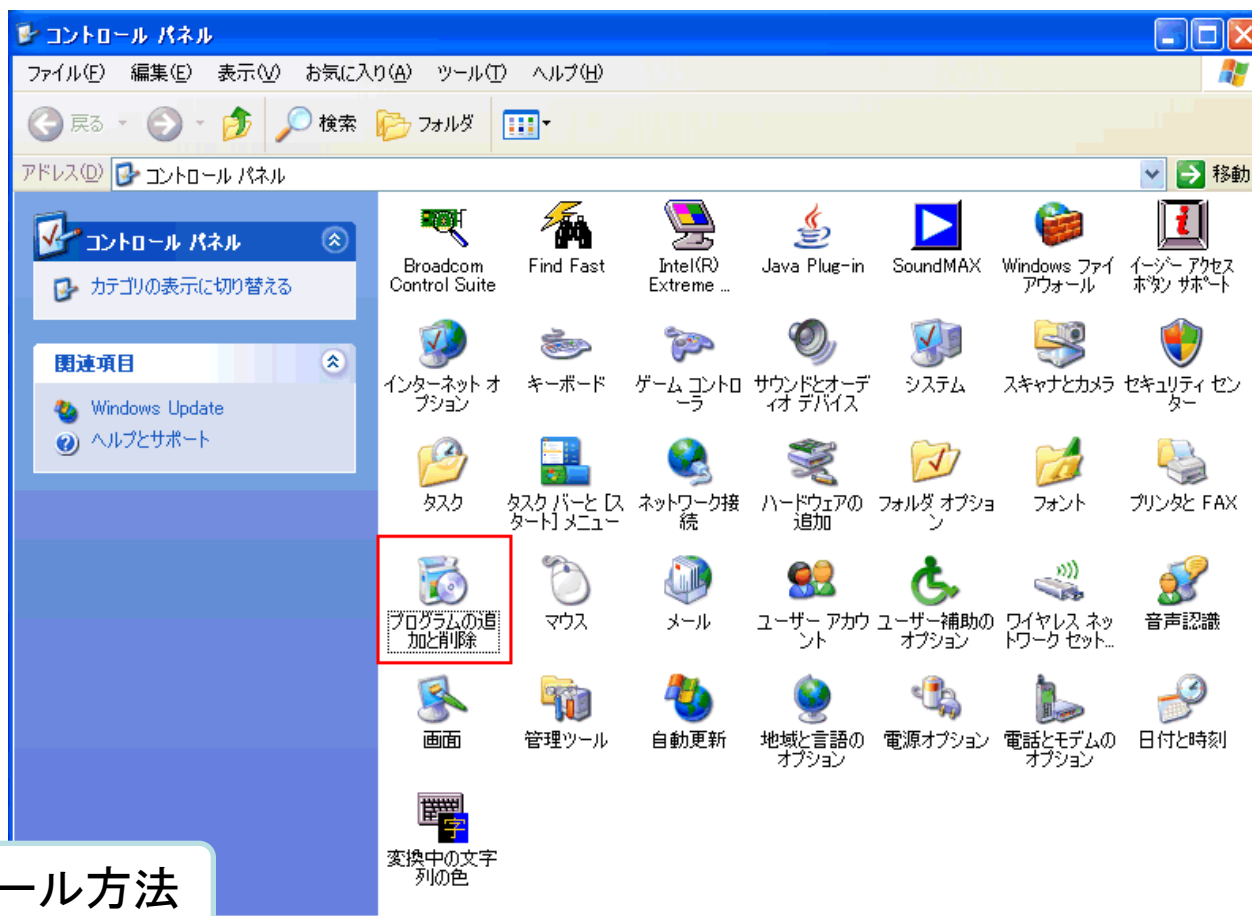 コントロール パネル
ファイル(F) 編集(E) 表示(V) お気に入り(A) ツール(T) ヘルプ(H)
戻る 検索 フォルダ
アドレス(D) コントロール パネル 移動
コントロール パネル
カテゴリの表示に切り替える
関連項目
Windows Update
ヘルプとサポート
Broadcom
Control Suite
Find Fast
Intel(R)
Extreme ...
Java Plug-in
SoundMAX
Windows ファイ
アウォール
イージー アクセス
ボタン サポート
インターネット オ
プション
キーボード
ゲーム コントロ
ーラ
サウンドとオーデ
ィオ デバイス
システム
スキャナとカメラ
セキュリティ セン
ター
タスク
タスク バーと [ス
タート] メニュー
ネットワーク接
続
ハードウェアの
追加
フォルダ オプショ
ン
フォント
プリンタと FAX
プログラムの追
加と削除
マウス
メール
ユーザー アカウ
ント
ユーザー補助の
オプション
ワイヤレス ネッ
トワーク セット...
音声認識
画面
管理ツール
自動更新
地域と言語の
オプション
電源オプション
電話とモデムの
オプション
日付と時刻
変換中の文字
列の色
字
ール方法